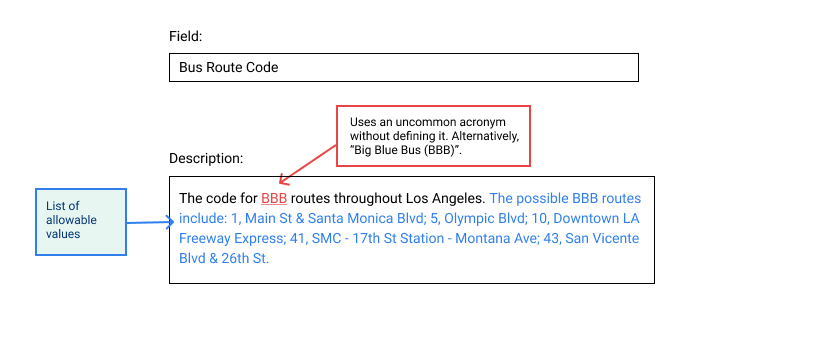 Field:
Bus Route Code
Uses an uncommon acronym
without defining it. Alternatively,
"Big Blue Bus (BBB)".
Description:
The code for BBB routes throughout Los Angeles. The possible BBB routes
include: 1, Main St & Santa Monica Blvd; 5, Olympic Blvd; 10, Downtown LA
Freeway Express; 41, SMC - 17th St Station - Montana Ave; 43, San Vicente
Blvd & 26th St.
List of
allowable
values